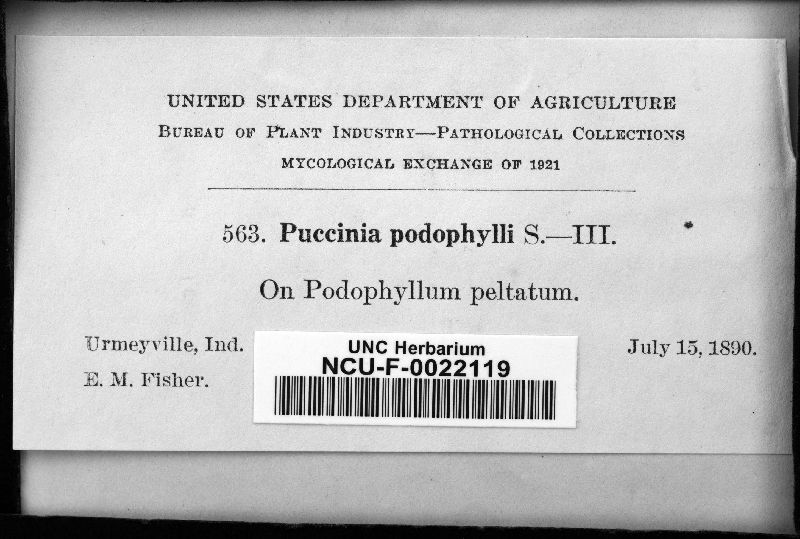 UNITED STATES DEPARTMENT OF AGRICULTURE
BUREAU OF PLANT INDUSTRY—PATHOLOGICAL COLLECTIONS
MYCOLOGICAL EXCHANGE OF 1921
563. Puccinia podophylli S.—III.
On Podophyllum peltatum.
Urmeyville, Ind.
July 15, 1890.
E. M. Fisher.
UNC Herbarium
NCU-F-0022119